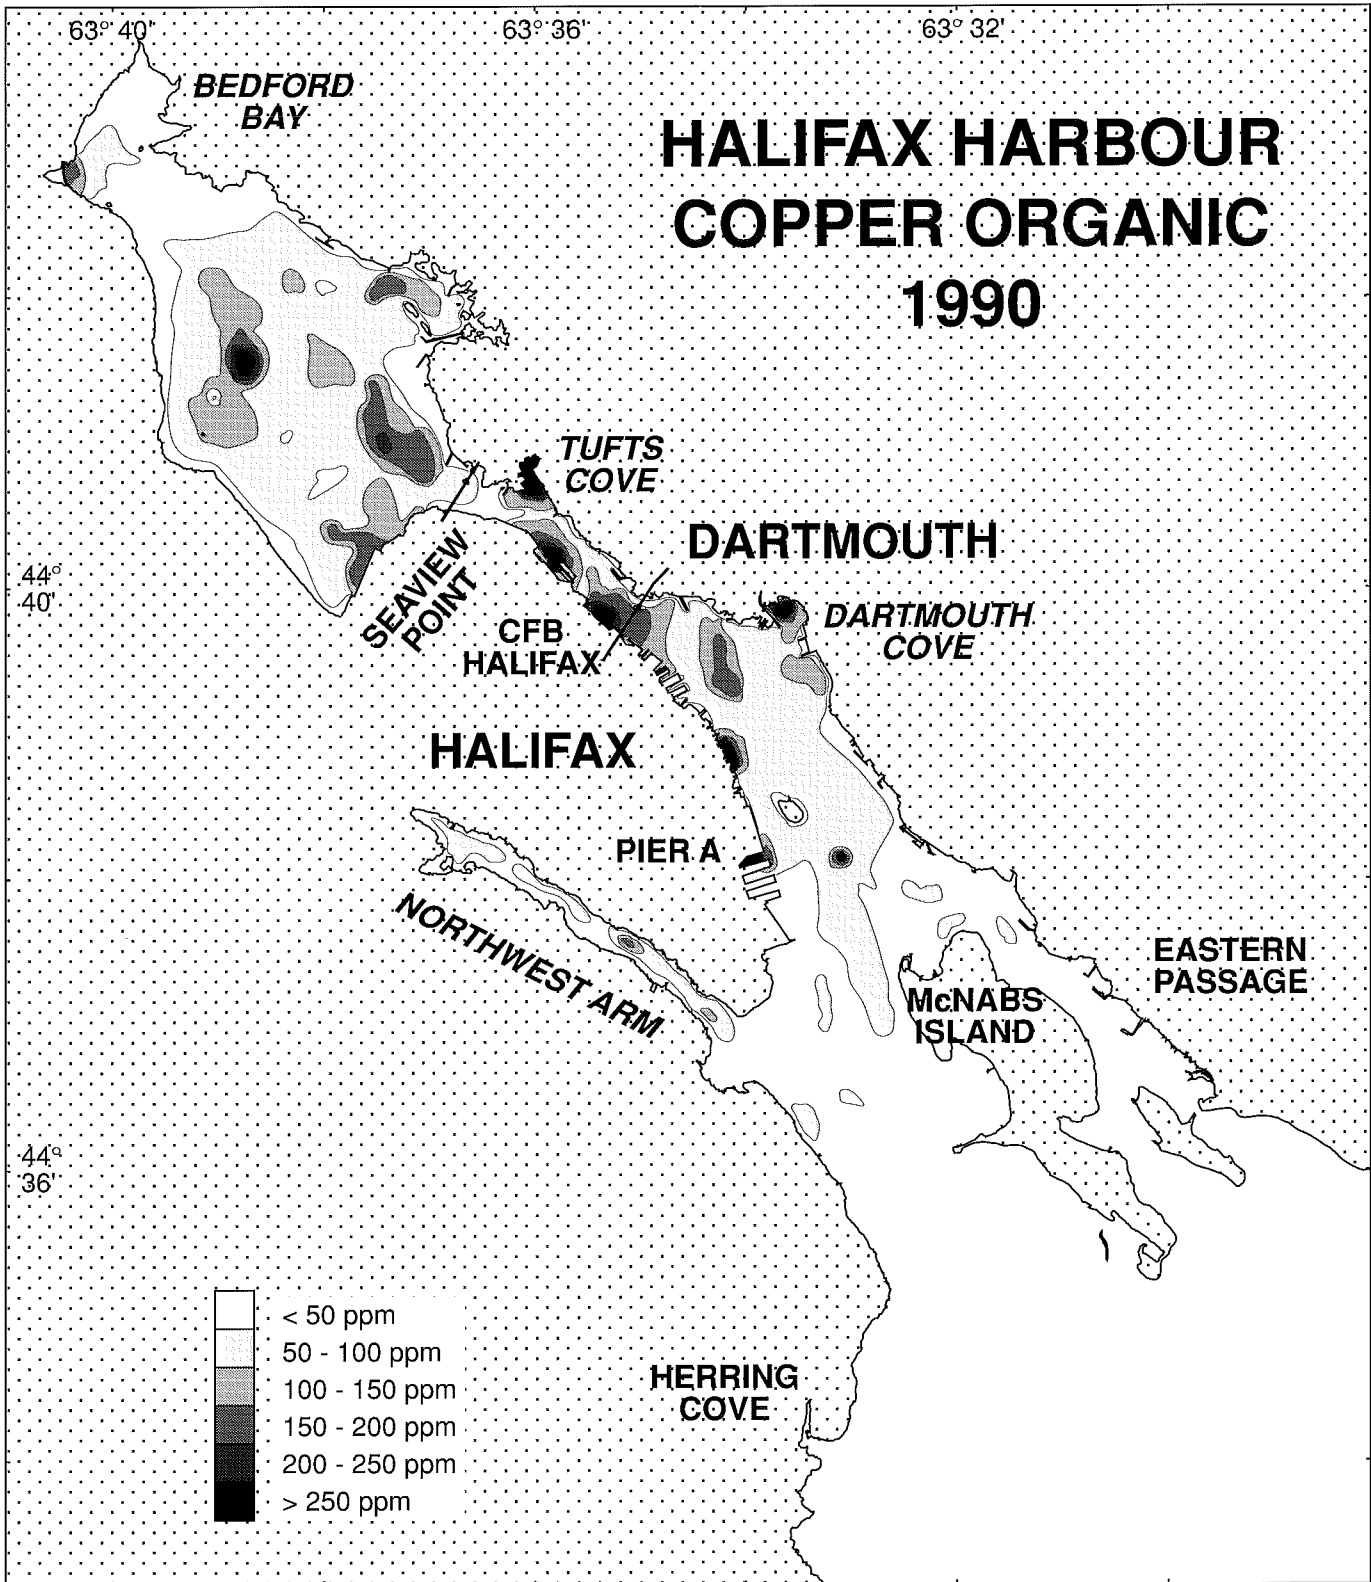 63° 40'
63° 36'
63° 32'
BEDFORD
BAY
HALIFAX HARBOUR
COPPER ORGANIC
1990
TUFTS
COVE
DARTMOUTH
44°
40'
SEAVIEW
POINT
CFB
HALIFAX
DARTMOUTH
COVE
HALIFAX
PIER A
NORTHWEST ARM
EASTERN
PASSAGE
McNABS
ISLAND
44°
36'
< 50 ppm
50 - 100 ppm
100 - 150 ppm
150 - 200 ppm
200 - 250 ppm
> 250 ppm
HERRING
COVE